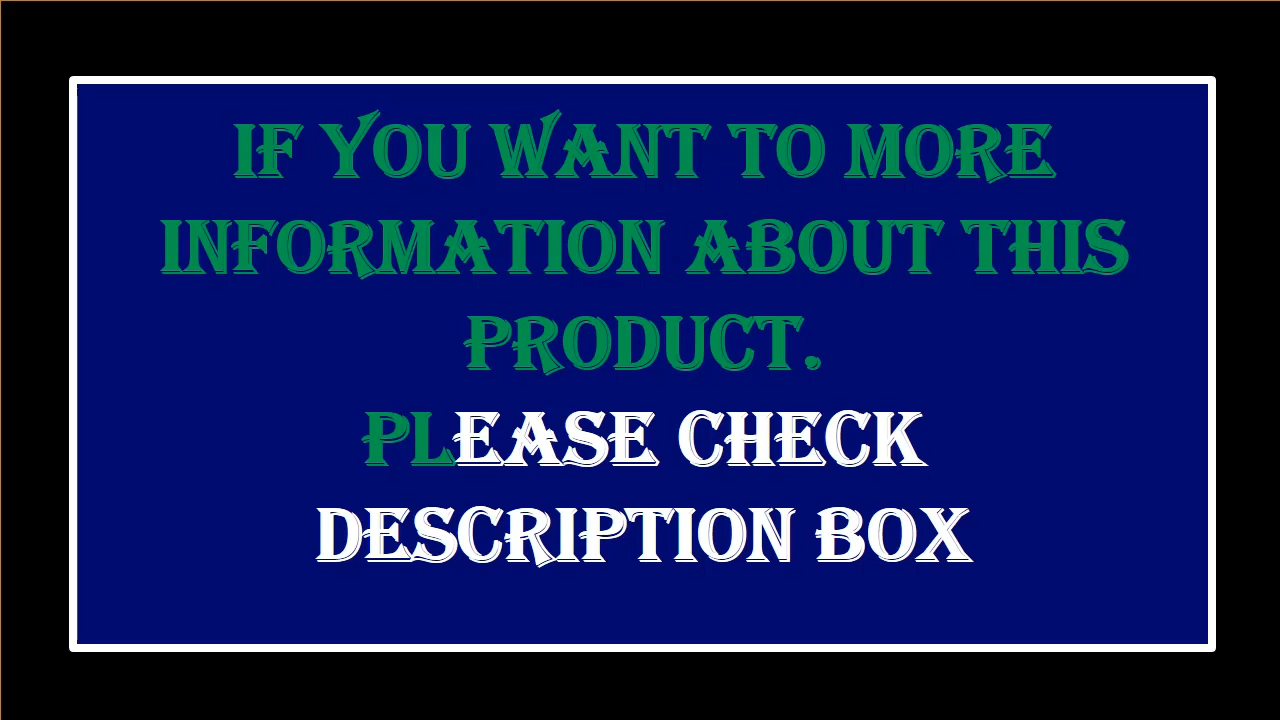 IF YOU WANT TO MORE
INFORMATION ABOUT THIS
PRODUCT.
PLEASE CHECK
DESCRIPTION BOX